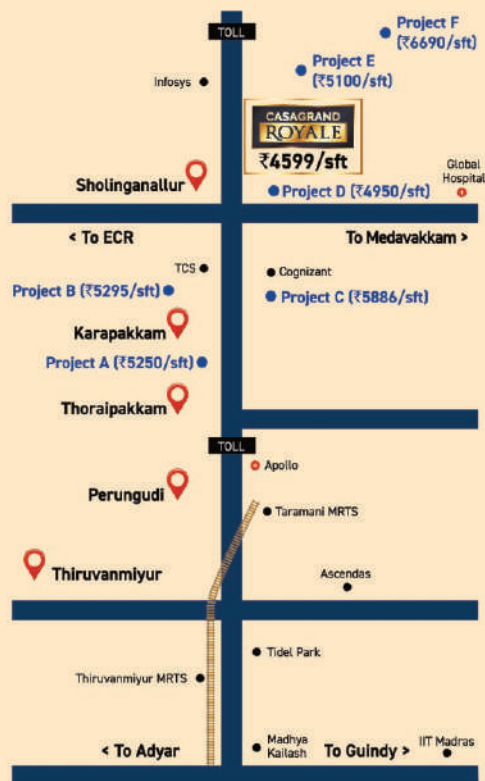 TOLL
Project F
(₹6690/sft)
Project E
(₹5100/sft)
Infosys
CASAGRAND
ROYALE
₹4599/sft
Global
Hospital
Sholinganallur
Project D (₹4950/sft)
< To ECR
To Medavakkam >
TCS
Cognizant
Project B (₹5295/sft)
Project C (₹5886/sft)
Karapakkam
Project A (₹5250/sft)
Thoraipakkam
TOLL
Apollo
Perungudi
Taramani MRTS
Thiruvanmiyur
Ascendas
Tidel Park
Thiruvanmiyur MRTS
< To Adyar
Madhya
Kailash
To Guindy >
IIT Madras